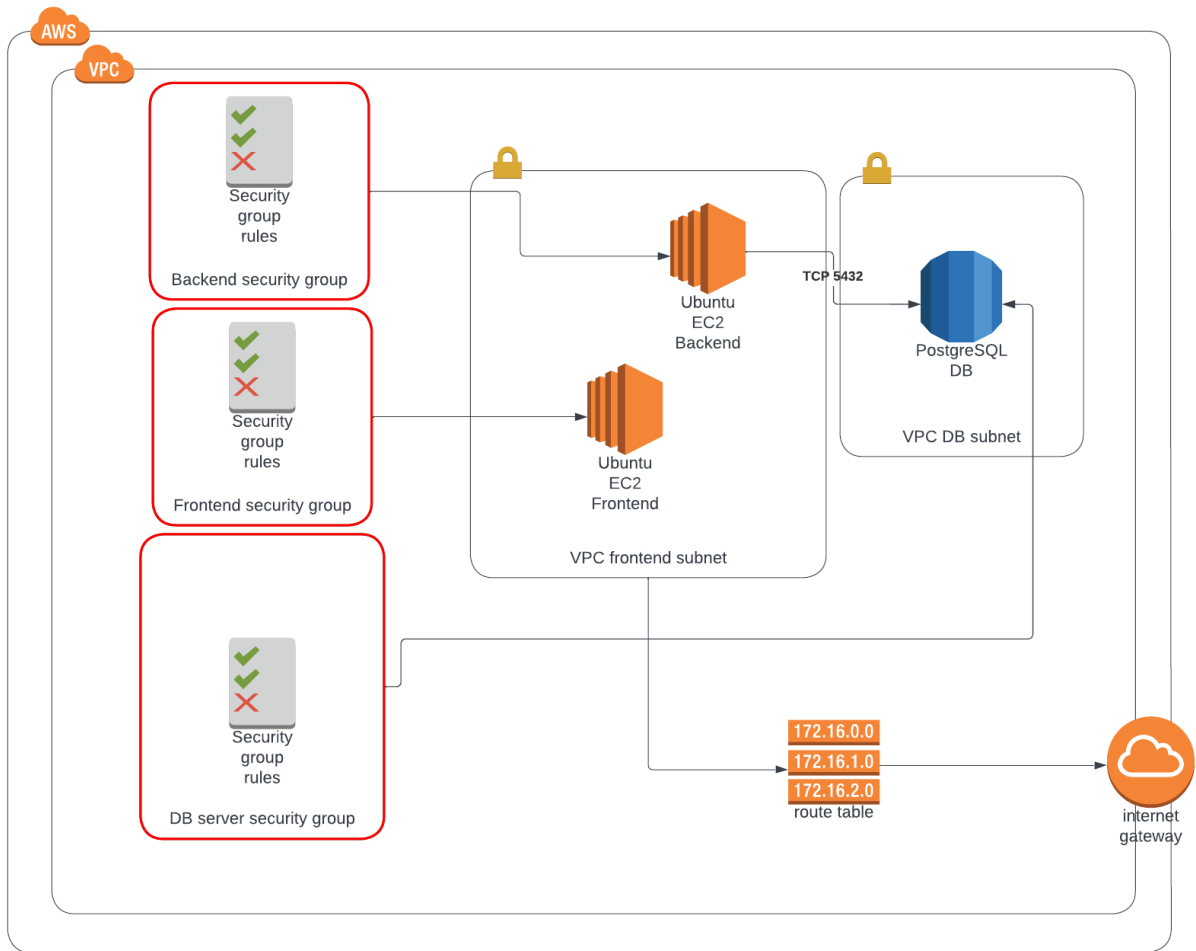 AWS
VPC
Security
group
rules
Backend security group
Security
group
rules
Frontend security group
Security
group
rules
DB server security group
Ubuntu
EC2
Backend
Ubuntu
EC2
Frontend
VPC frontend subnet
TCP 5432
PostgreSQL
DB
VPC DB subnet
172.16.0.0
172.16.1.0
172.16.2.0
route table
internet
gateway